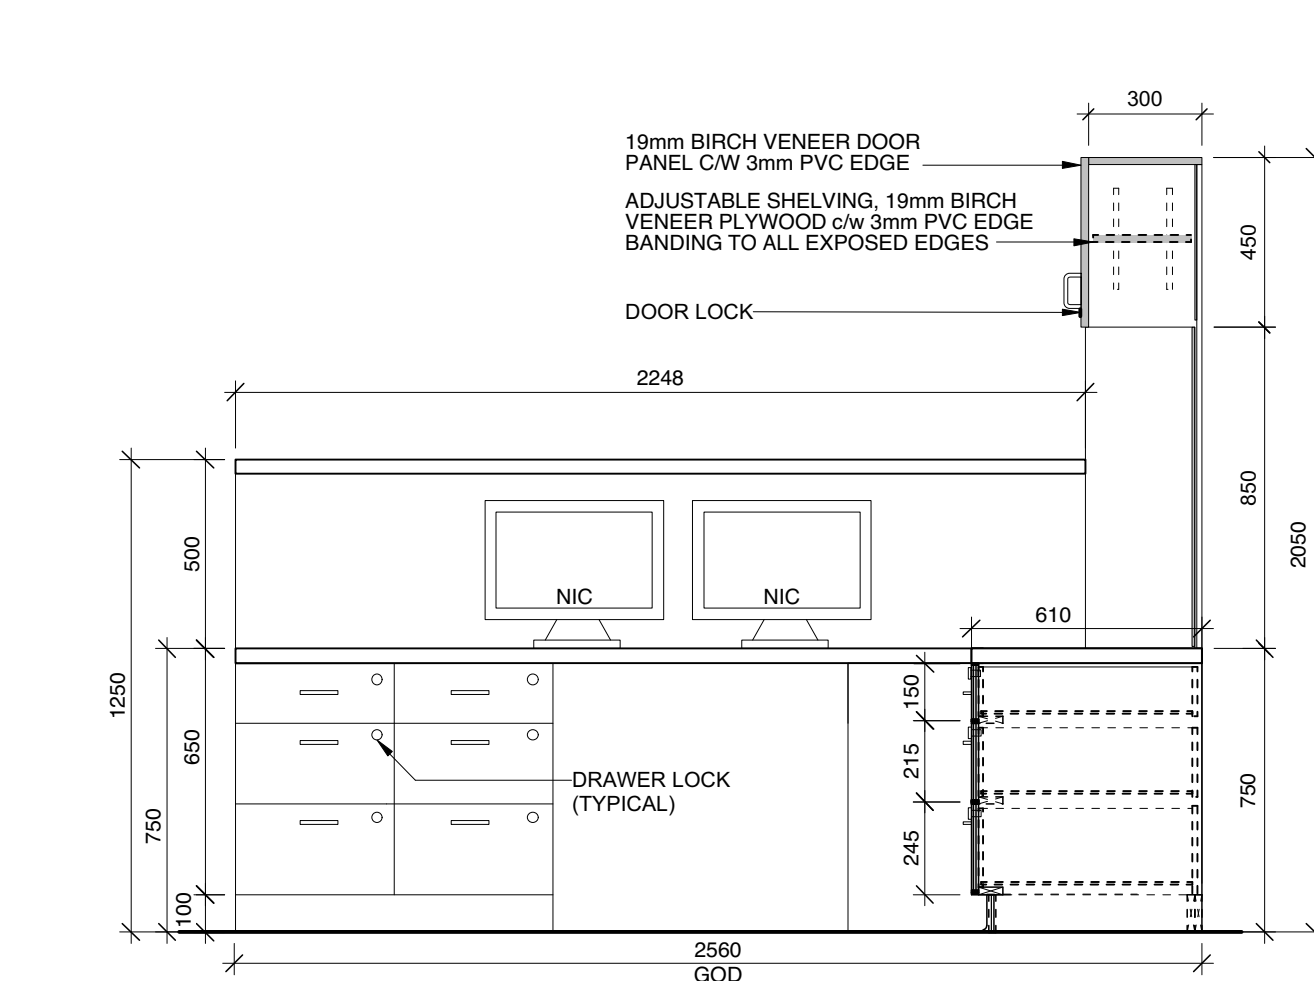 300
19mm BIRCH VENEER DOOR
PANEL C/W 3mm PVC EDGE
ADJUSTABLE SHELVING, 19mm BIRCH
VENEER PLYWOOD c/w 3mm PVC EDGE
BANDING TO ALL EXPOSED EDGES
450
DOOR LOCK
2248
850
2050
500
NIC
NIC
610
1250
150
650
215
DRAWER LOCK
(TYPICAL)
750
750
245
100
2560
GOD